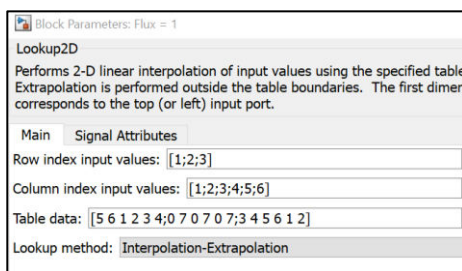 Block Parameters: Flux = 1
Lookup2D
Performs 2-D linear interpolation of input values using the specified table
Extrapolation is performed outside the table boundaries. The first dimen
corresponds to the top (or left) input port.
Main Signal Attributes
Row index input values: [1;2;3]
Column index input values: [1;2;3;4;5;6]
Table data: [5 6 1 2 3 4;0 7 0 7 0 7;3 4 5 6 1 2]
Lookup method: Interpolation-Extrapolation